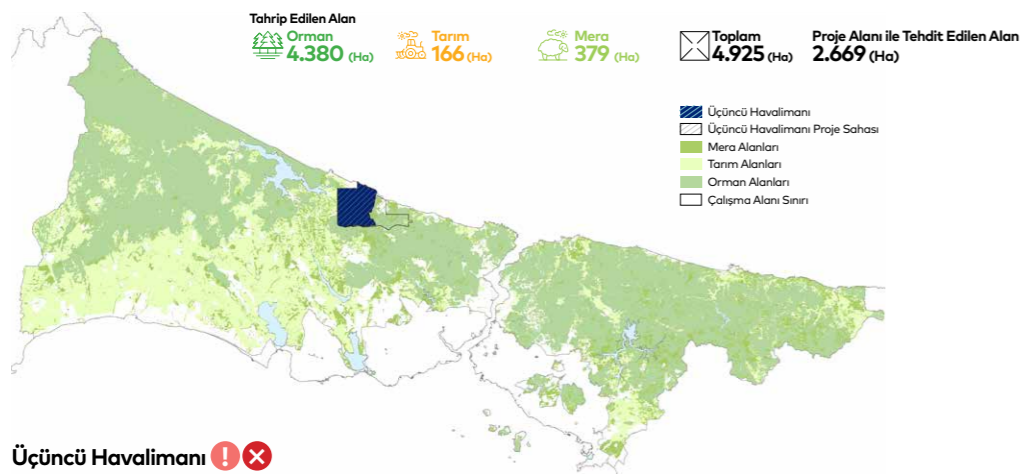 Tahrip Edilen Alan
Orman
4.380 (Ha)
Tarım
166 (Ha)
Mera
379 (Ha)
Toplam
4.925 (Ha)
Proje Alanı ile Tehdit Edilen Alan
2.669 (Ha)
Üçüncü Havalimanı
Üçüncü Havalimanı Proje Sahası
Mera Alanları
Tarım Alanları
Orman Alanları
Çalışma Alanı Sınırı
Üçüncü Havalimanı